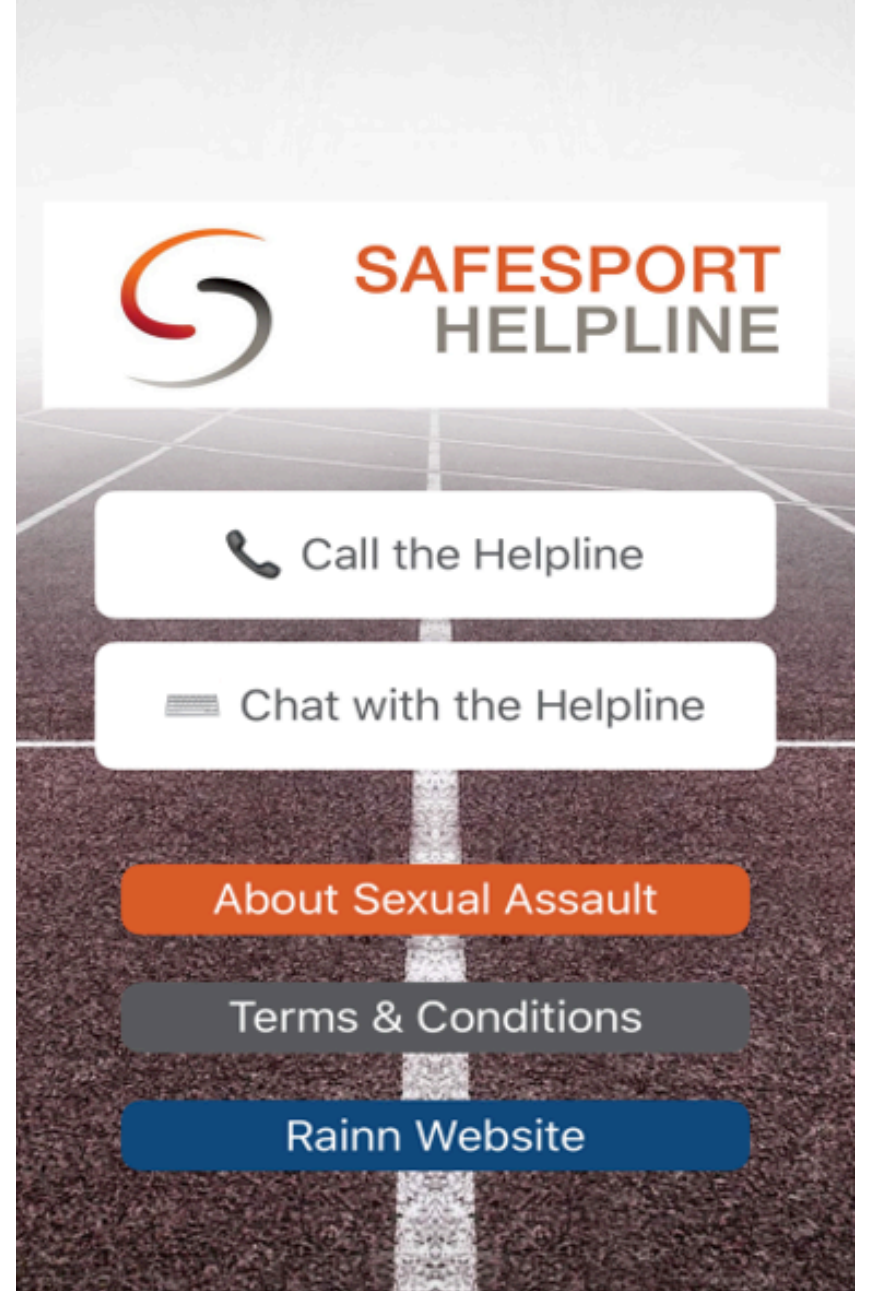 SAFESPORT
HELPLINE
Call the Helpline
Chat with the Helpline
About Sexual Assault
Terms & Conditions
Rainn Website